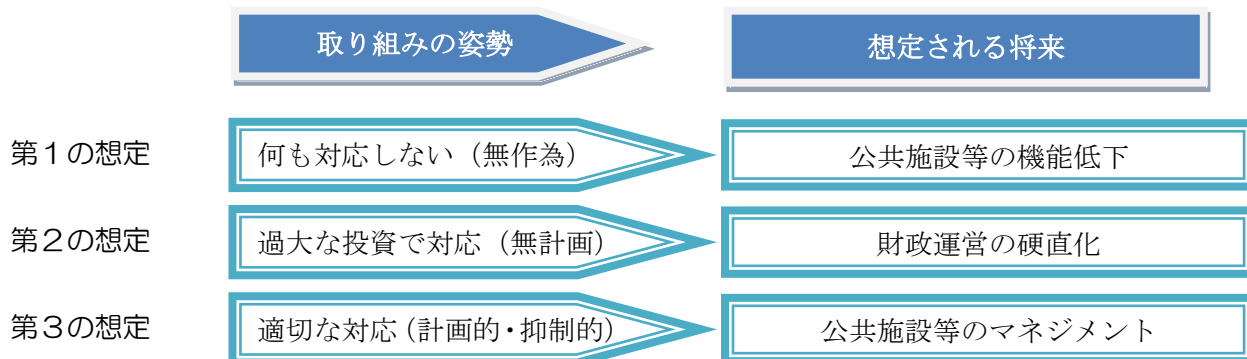 取り組みの姿勢 想定される将来
第1の想定 何も対応しない（無作為） 公共施設等の機能低下
第2の想定 過大な投資で対応（無計画） 財政運営の硬直化
第3の想定 適切な対応（計画的・抑制的） 公共施設等のマネジメント